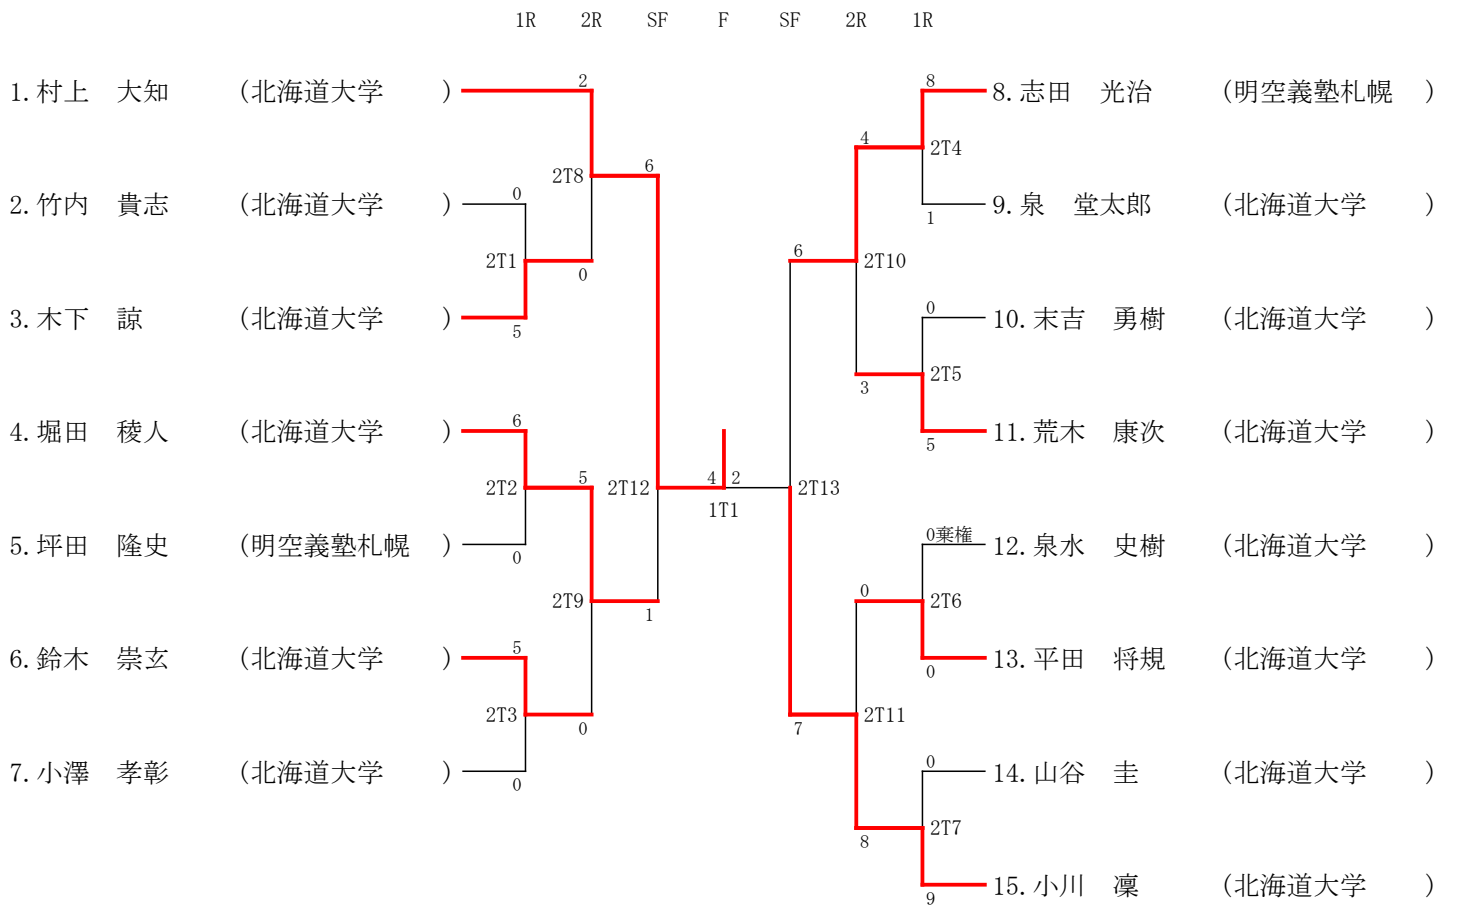 1R 2R SF F SF 2R 1R
1.村上　大知　(北海道大学　) 2 8 8.志田　光治　(明空義塾札幌　)
4 2T4
2T8 6
2.竹内　貴志　(北海道大学　) 0 1 9.泉　堂太郎　(北海道大学　)
2T1 0 6 2T10
3.木下　諒　(北海道大学　) 5 0 10.末吉　勇樹　(北海道大学　)
3 2T5
4.堀田　稜人　(北海道大学　) 6 5 11.荒木　康次　(北海道大学　)
2T2 5 2T12 4 2 2T13
1T1
5.坪田　隆史　(明空義塾札幌　) 0 0棄権 12.泉水　史樹　(北海道大学　)
2T9 1 0 2T6
6.鈴木　崇玄　(北海道大学　) 5 0 13.平田　将規　(北海道大学　)
2T3 0 7 2T11
7.小澤　孝彰　(北海道大学　) 0 0 14.山谷　圭　(北海道大学　)
8 2T7
9 15.小川　凜　(北海道大学　)